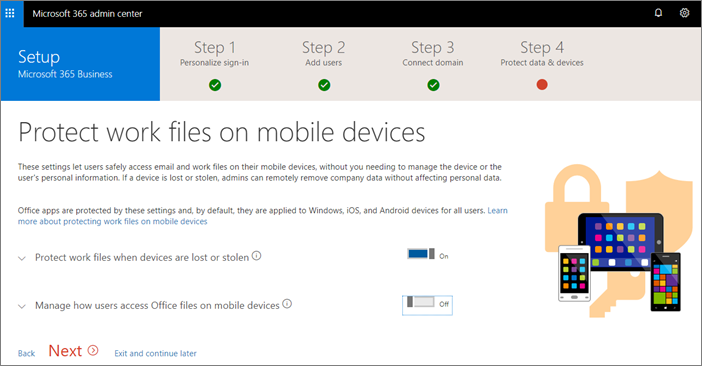 Microsoft 365 admin center
Setup
Microsoft 365 Business
Step 1
Personalize sign-in
Step 2
Add users
Step 3
Connect domain
Step 4
Protect data & devices
Protect work files on mobile devices
These settings let users safely access email and work files on their mobile devices, without you needing to manage the device or the
user's personal information. If a device is lost or stolen, admins can remotely remove company data without affecting personal data.
Office apps are protected by these settings and, by default, they are applied to Windows, iOS, and Android devices for all users. Learn
more about protecting work files on mobile devices
Protect work files when devices are lost or stolen
On
Manage how users access Office files on mobile devices
Off
Back
Next
Exit and continue later